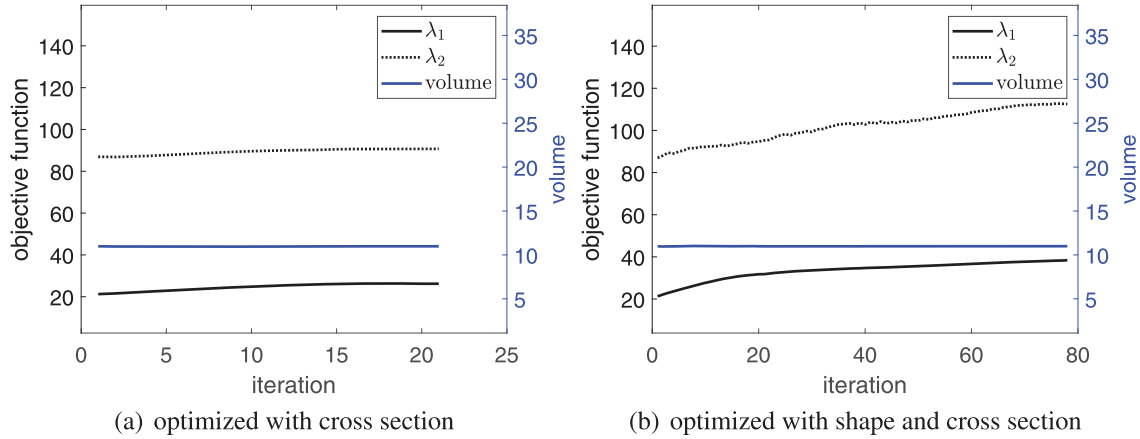 λ₁
λ₂
volume
140
120
100
80
60
40
20
objective function
35
30
25
20
15
10
5
volume
0
5
10
15
20
25
iteration
(a) optimized with cross section
λ₁
λ₂
volume
140
120
100
80
60
40
20
objective function
35
30
25
20
15
10
5
volume
0
20
40
60
80
iteration
(b) optimized with shape and cross section